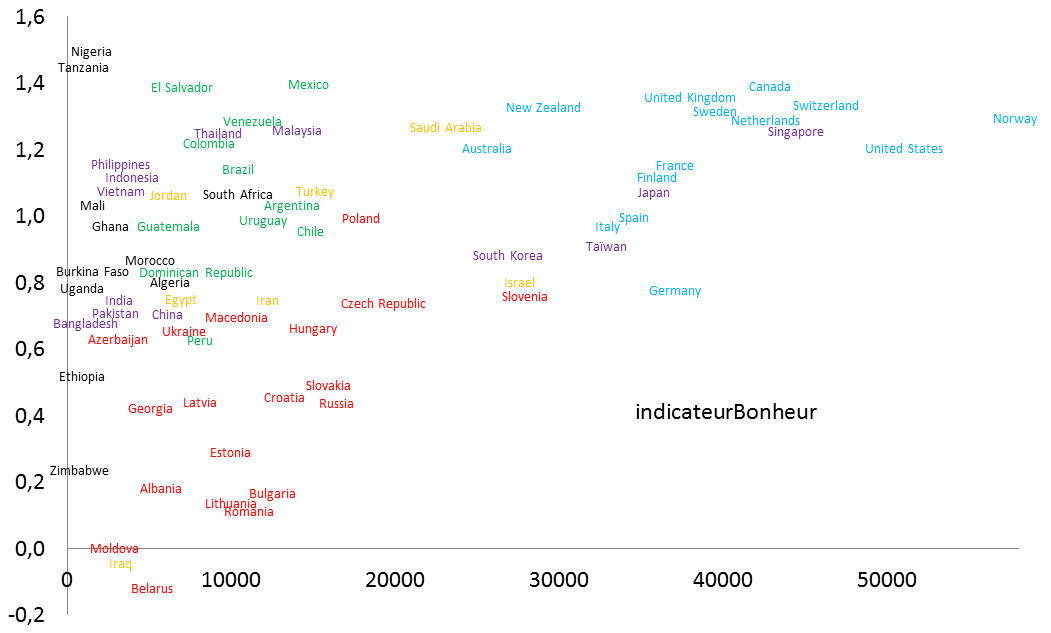 1,6
Nigeria
Tanzania
1,4
El Salvador
Mexico
Canada
United Kingdom
Switzerland
New Zealand
Sweden
Norway
Venezuela
Netherlands
Saudi Arabia
Thailand
Malaysia
Singapore
Colombia
1,2
Australia
United States
Philippines
Brazil
France
Indonesia
Finland
Vietnam
Jordan
South Africa
Turkey
Japan
Mali
Argentina
1,0
Uruguay
Poland
Spain
Ghana
Guatemala
Chile
Italy
Taïwan
Morocco
South Korea
Burkina Faso
Dominican Republic
0,8
Uganda
Algeria
Israel
Germany
India
Egypt
Iran
Czech Republic
Slovenia
Pakistan
China
Macedonia
Bangladesh
Ukraine
Hungary
Azerbaijan
Peru
0,6
Ethiopia
Slovakia
Georgia
Latvia
Croatia
Russia
0,4
indicateurBonheur
Estonia
Zimbabwe
0,2
Albania
Bulgaria
Lithuania
Romania
0,0
Moldova
Iraq
0
10000
20000
30000
40000
50000
Belarus
-0,2